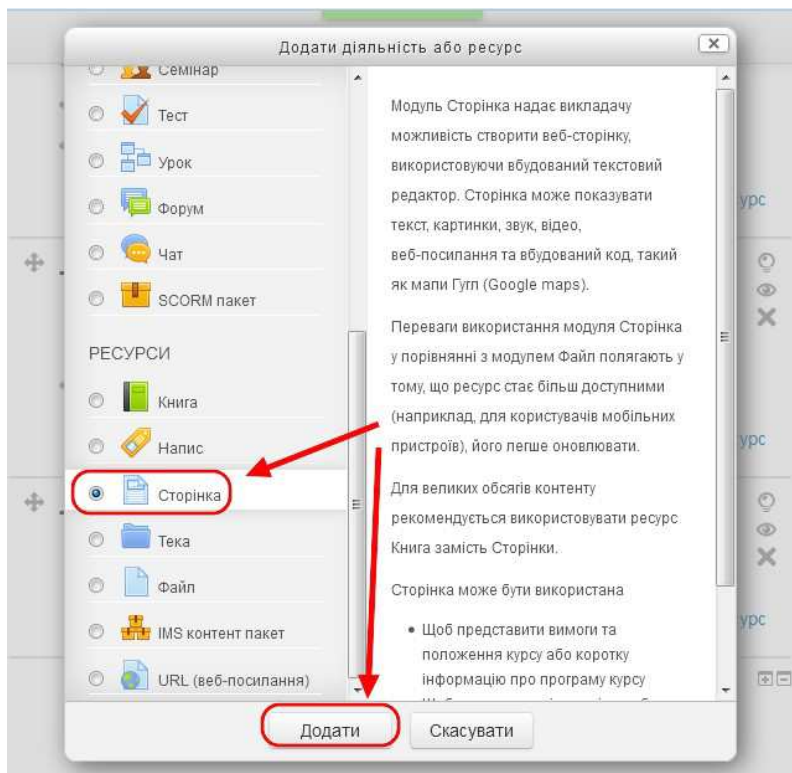 Додати діяльність або ресурс
Семінар
Тест
Урок
Форум
Чат
SCORM пакет
РЕСУРСИ
Книга
Напис
Сторінка
Тека
Файл
IMS контент пакет
URL (веб-посилання)
Модуль Сторінка надає викладачу
можливість створити веб-сторінку,
використовуючи вбудований текстовий
редактор. Сторінка може показувати
текст, картинки, звук, відео,
веб-посилання та вбудований код, такий
як мапи Гугл (Google maps).
Переваги використання модуля Сторінка
у порівнянні з модулем Файл полягають у
тому, що ресурс стає більш доступними
(наприклад, для користувачів мобільних
пристроїв), його легше оновлювати.
Для великих обсягів контенту
рекомендується використовувати ресурс
Книга замість Сторінки.
Сторінка може бути використана
• Щоб представити вимоги та
положення курсу або коротку
інформацію про програму курсу
Додати
Скасувати
урс
урс
урс